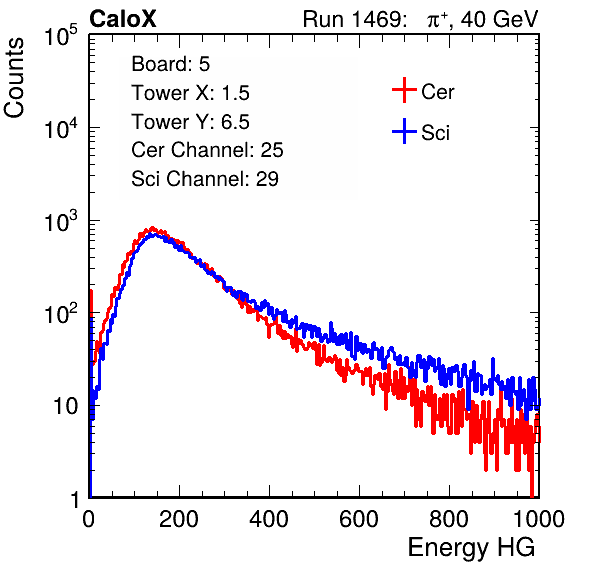 CaloX Run 1469: π⁺, 40 GeV
Counts
10⁵
10⁴
10³
10²
10
1
Board: 5
Tower X: 1.5
Tower Y: 6.5
Cer Channel: 25
Sci Channel: 29
Cer
Sci
0 200 400 600 800 1000
Energy HG